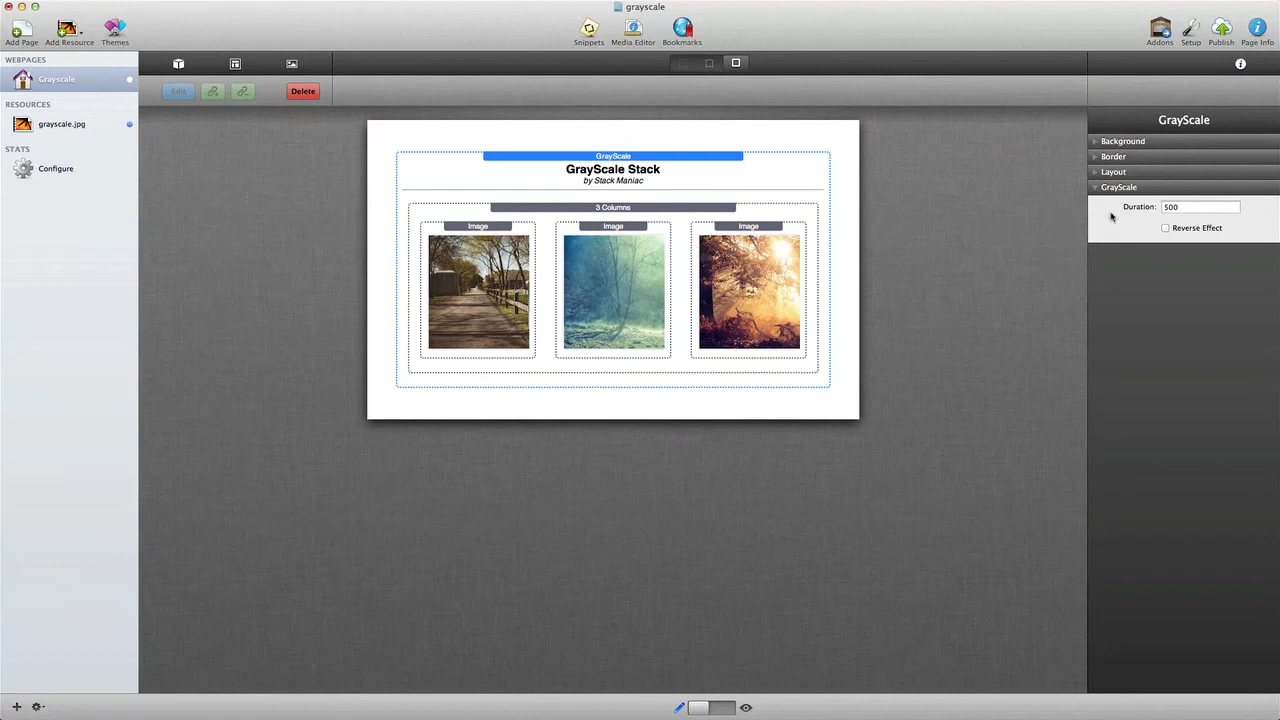 grayscale
Add Page
Add Resource
Themes
Snippets
Media Editor
Bookmarks
Addons
Setup
Publish
Page Info
WEBPAGES
Grayscale
RESOURCES
grayscale.jpg
STATS
Configure
Edit
Delete
GrayScale
GrayScale Stack
by Stack Maniac
3 Columns
Image
Image
Image
GrayScale
Background
Border
Layout
GrayScale
Duration: 500
Reverse Effect